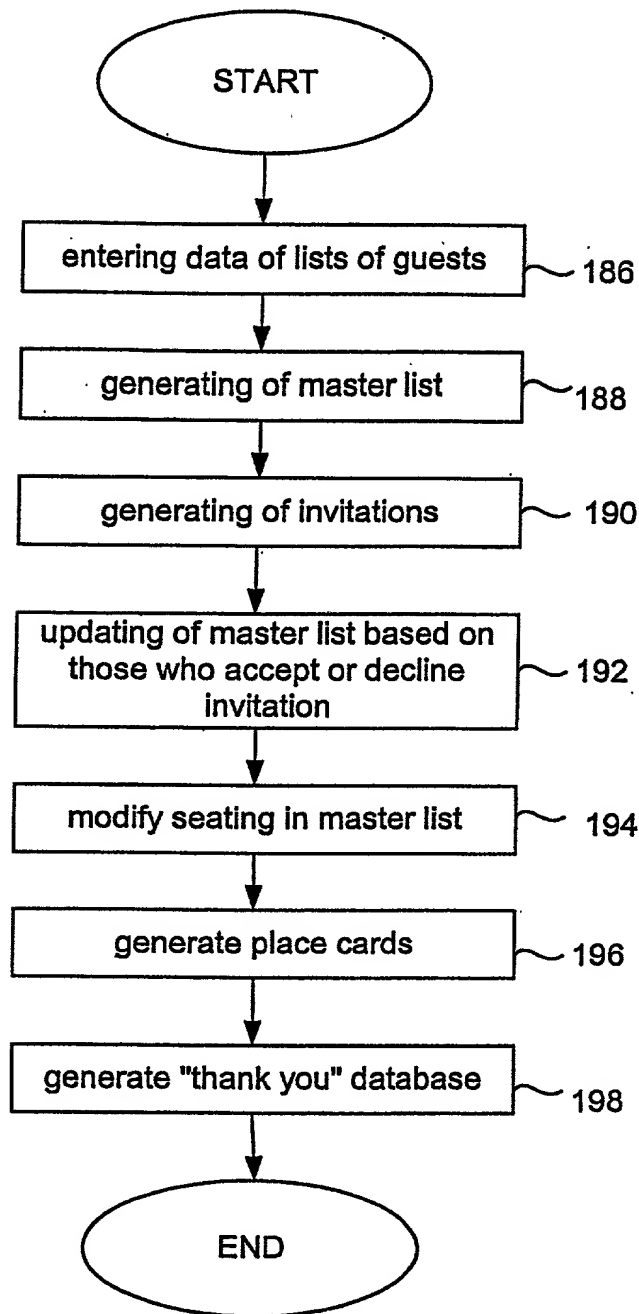 START
entering data of lists of guests
186
generating of master list
188
generating of invitations
190
updating of master list based on
those who accept or decline
invitation
192
modify seating in master list
194
generate place cards
196
generate "thank you" database
198
END